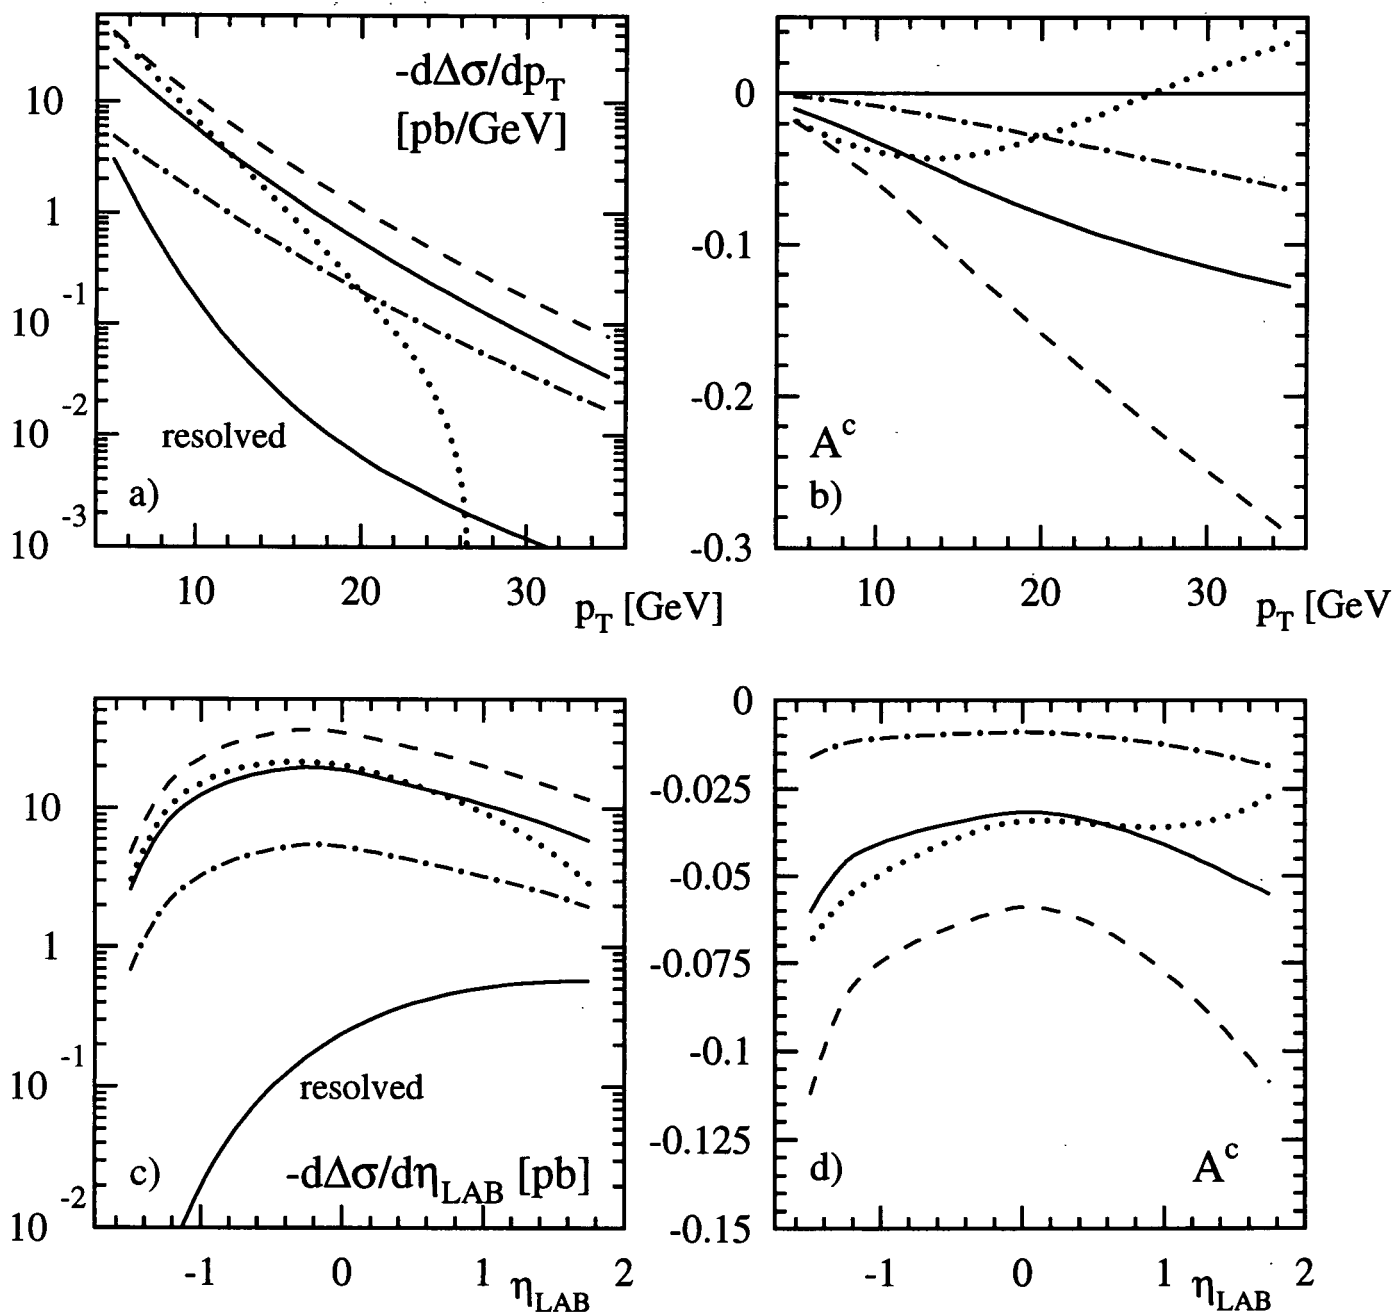 -dΔσ/dp_T
[pb/GeV]
10
1
10^-1
10^-2
10^-3
resolved
a)
10 20 30
p_T [GeV]
0
-0.1
-0.2
-0.3
A^c
b)
10 20 30
p_T [GeV
10
1
10^-1
10^-2
resolved
c) -dΔσ/dη_LAB [pb]
-1 0 1 2
η_LAB
0
-0.025
-0.05
-0.075
-0.1
-0.125
-0.15
d) A^c
-1 0 1 2
η_LAB